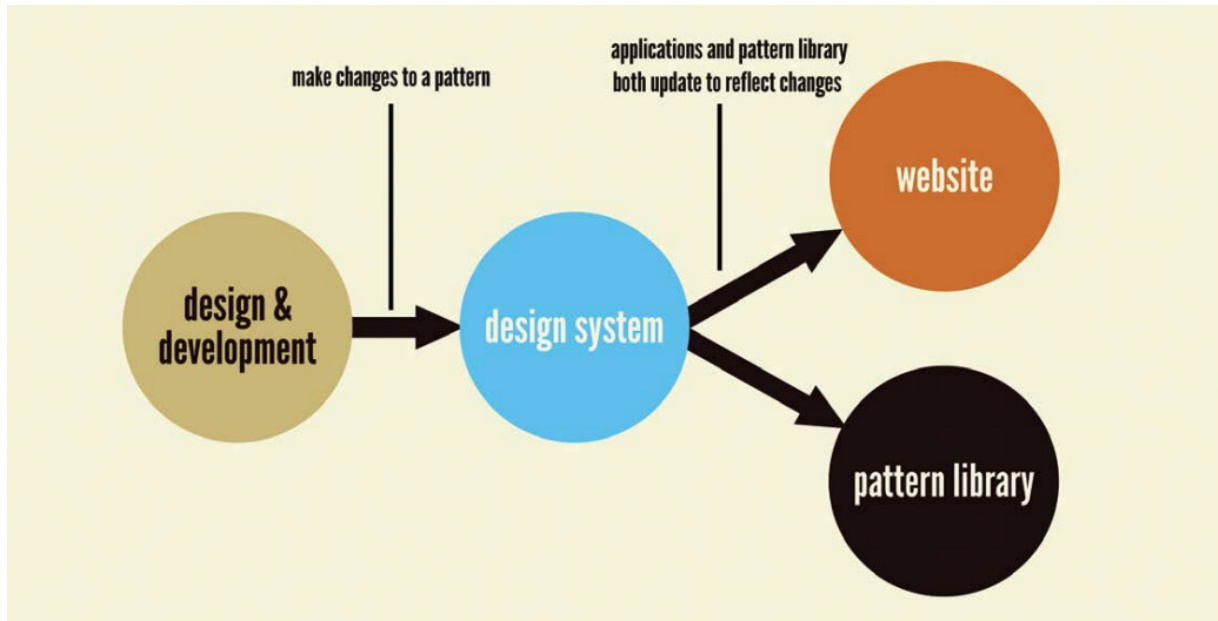 make changes to a pattern
applications and pattern library
both update to reflect changes
design &
development
design system
website
pattern library